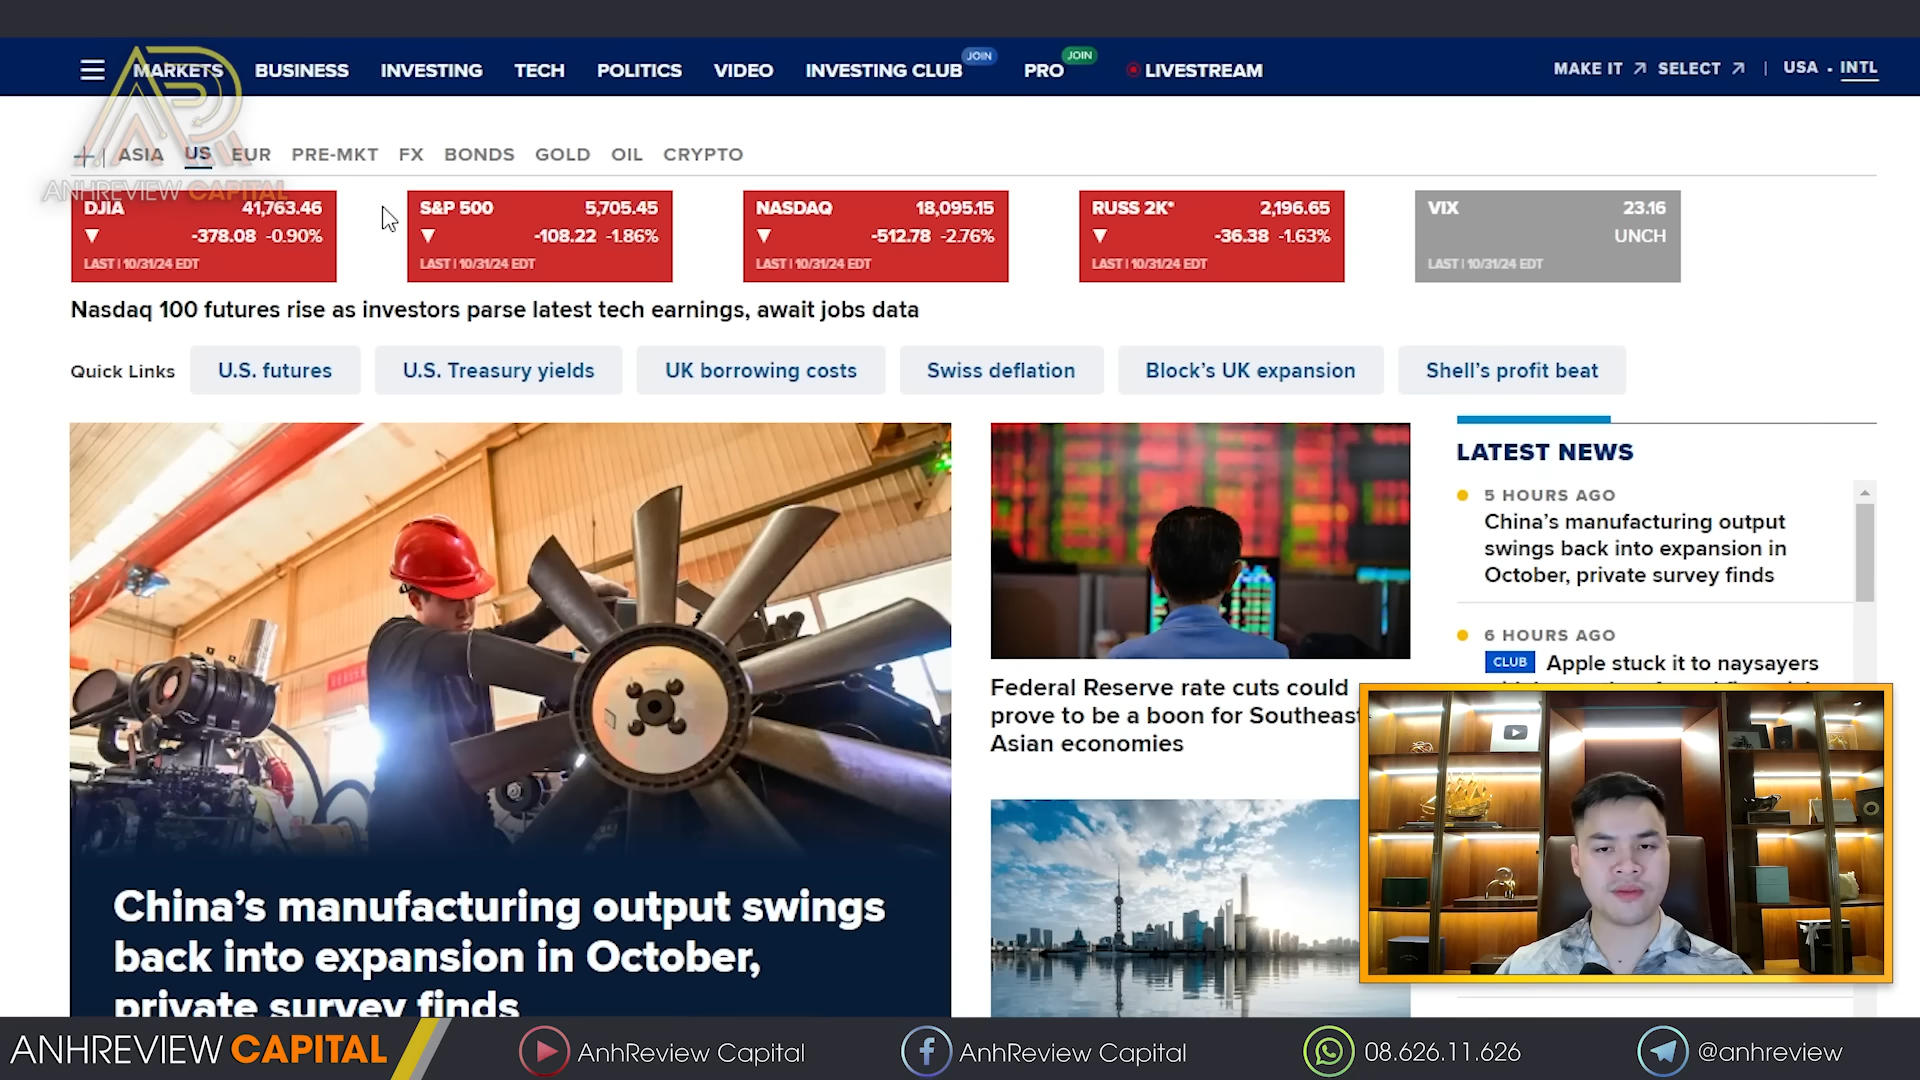 MARKETS BUSINESS INVESTING TECH POLITICS VIDEO INVESTING CLUB JOIN PRO JOIN LIVESTREAM MAKE IT SELECT | USA • INTL
ASIA US EUR PRE-MKT FX BONDS GOLD OIL CRYPTO
ANHREVIEW CAPITAL
DJIA 41,763.46
-378.08 -0.90%
LAST | 10/31/24 EDT
S&P 500 5,705.45
-108.22 -1.86%
LAST | 10/31/24 EDT
NASDAQ 18,095.15
-512.78 -2.76%
LAST | 10/31/24 EDT
RUSS 2K* 2,196.65
-36.38 -1.63%
LAST | 10/31/24 EDT
VIX 23.16
UNCH
LAST | 10/31/24 EDT
Nasdaq 100 futures rise as investors parse latest tech earnings, await jobs data
Quick Links U.S. futures U.S. Treasury yields UK borrowing costs Swiss deflation Block’s UK expansion Shell’s profit beat
China’s manufacturing output swings
back into expansion in October,
private survey finds
Federal Reserve rate cuts could
prove to be a boon for Southeast
Asian economies
LATEST NEWS
5 HOURS AGO
China’s manufacturing output
swings back into expansion in
October, private survey finds
6 HOURS AGO
CLUB Apple stuck it to naysayers
ANHREVIEW CAPITAL AnhReview Capital AnhReview Capital 08.626.11.626 @anhreview